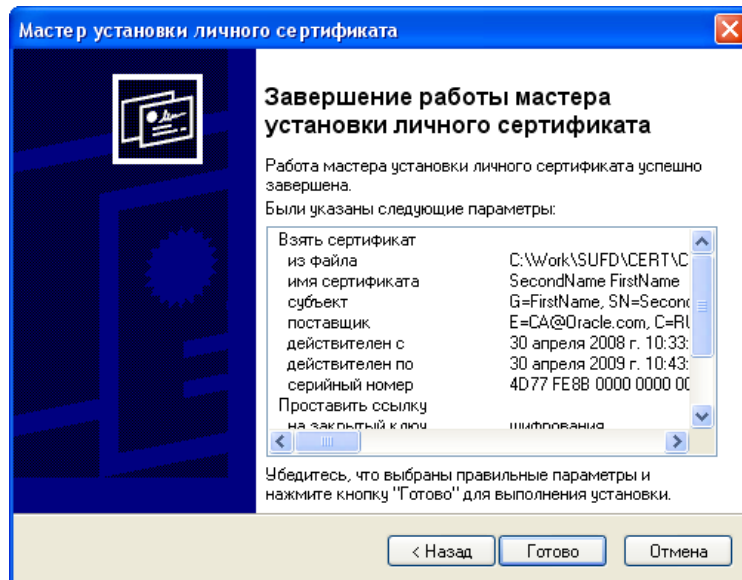 Мастер установки личного сертификата
Завершение работы мастера
установки личного сертификата
Работа мастера установки личного сертификата успешно
завершена.
Были указаны следующие параметры:
Взять сертификат
из файла C:\Work\SUFD\CERT\C
имя сертификата SecondName FirstName
субъект G=FirstName, SN=Second
поставщик E=CA@Oracle.com, C=RU
действителен с 30 апреля 2008 г. 10:33:
действителен по 30 апреля 2009 г. 10:43:
серийный номер 4D77 FE8B 0000 0000 00
Проставить ссылку
на закрытый ключ шифрования
Убедитесь, что выбраны правильные параметры и
нажмите кнопку "Готово" для выполнения установки.
< Назад Готово Отмена